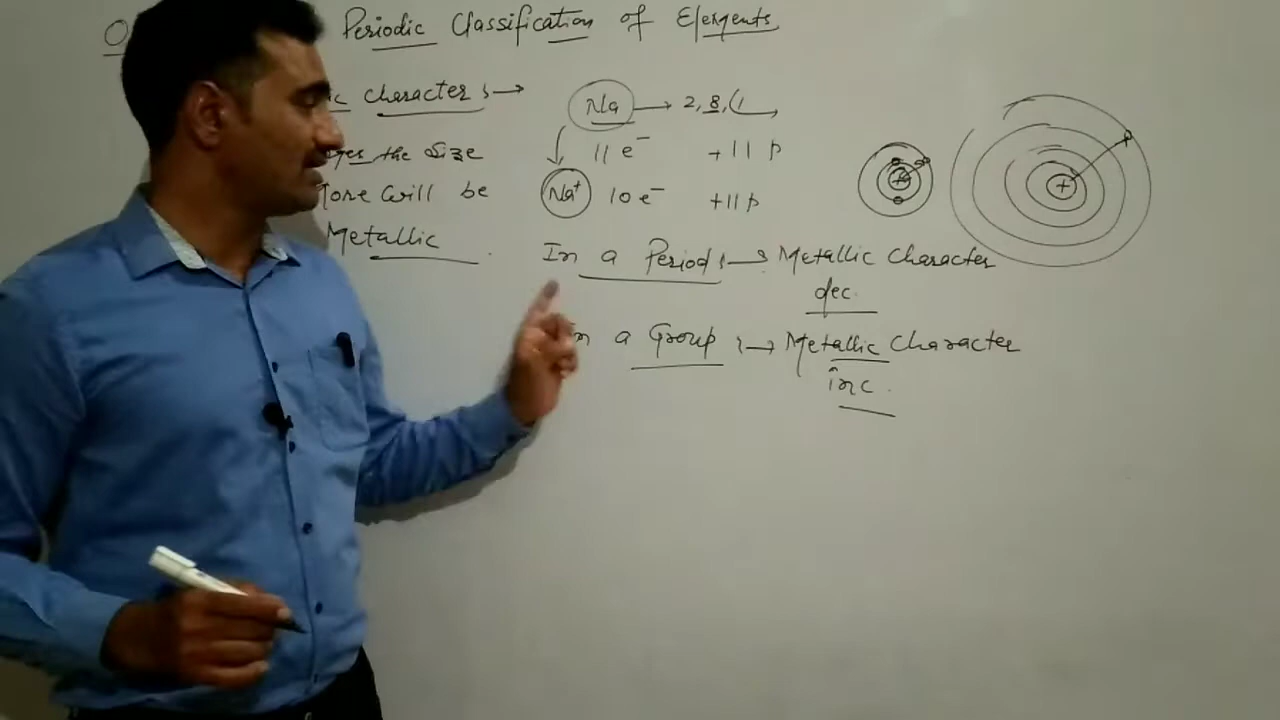 Periodic Classification of Elements
character :→
the Size
More will be
Metallic
Na → 2, 8, 1
11 e⁻ +11 p
Na⁺ 10 e⁻ +11 p
In a Period :→ Metallic Character
dec.
In a Group :→ Metallic Character
inc.
+
+